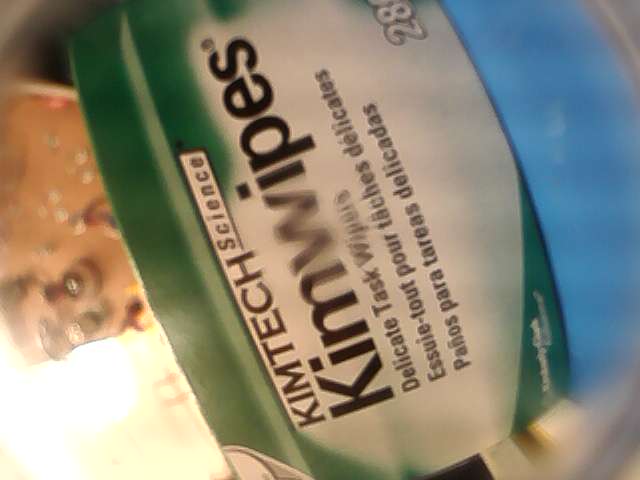 KIMTECH Science
Kimwipes®
Delicate Task Wipers
Essuie-tout pour tâches délicates
Paños para tareas delicadas